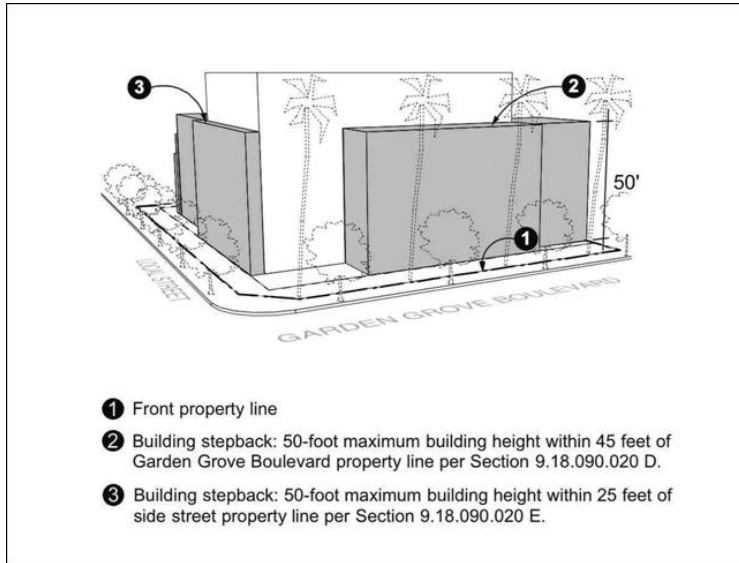 3
2
50'
1
LOCAL STREET
GARDEN GROVE BOULEVARD
1 Front property line
2 Building stepback: 50-foot maximum building height within 45 feet of
Garden Grove Boulevard property line per Section 9.18.090.020 D.
3 Building stepback: 50-foot maximum building height within 25 feet of
side street property line per Section 9.18.090.020 E.